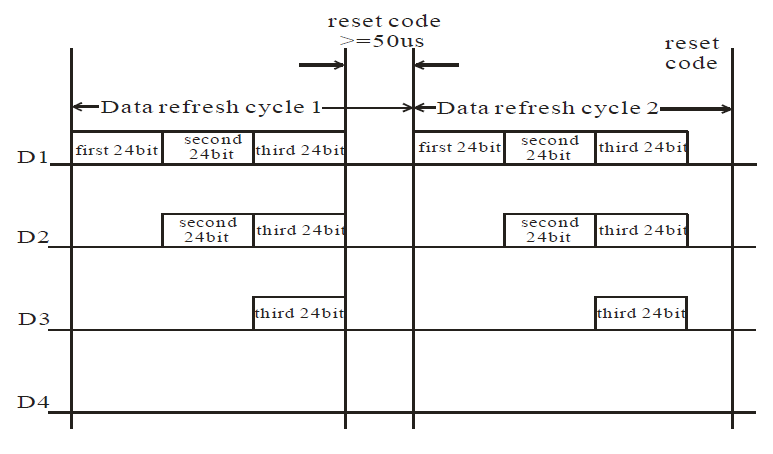 reset code
>=50us
reset
code
Data refresh cycle 1
Data refresh cycle 2
D1
first 24bit
second
24bit
third 24bit
first 24bit
second
24bit
third 24bit
D2
second
24bit
third 24bit
second
24bit
third 24bit
D3
third 24bit
third 24bit
D4